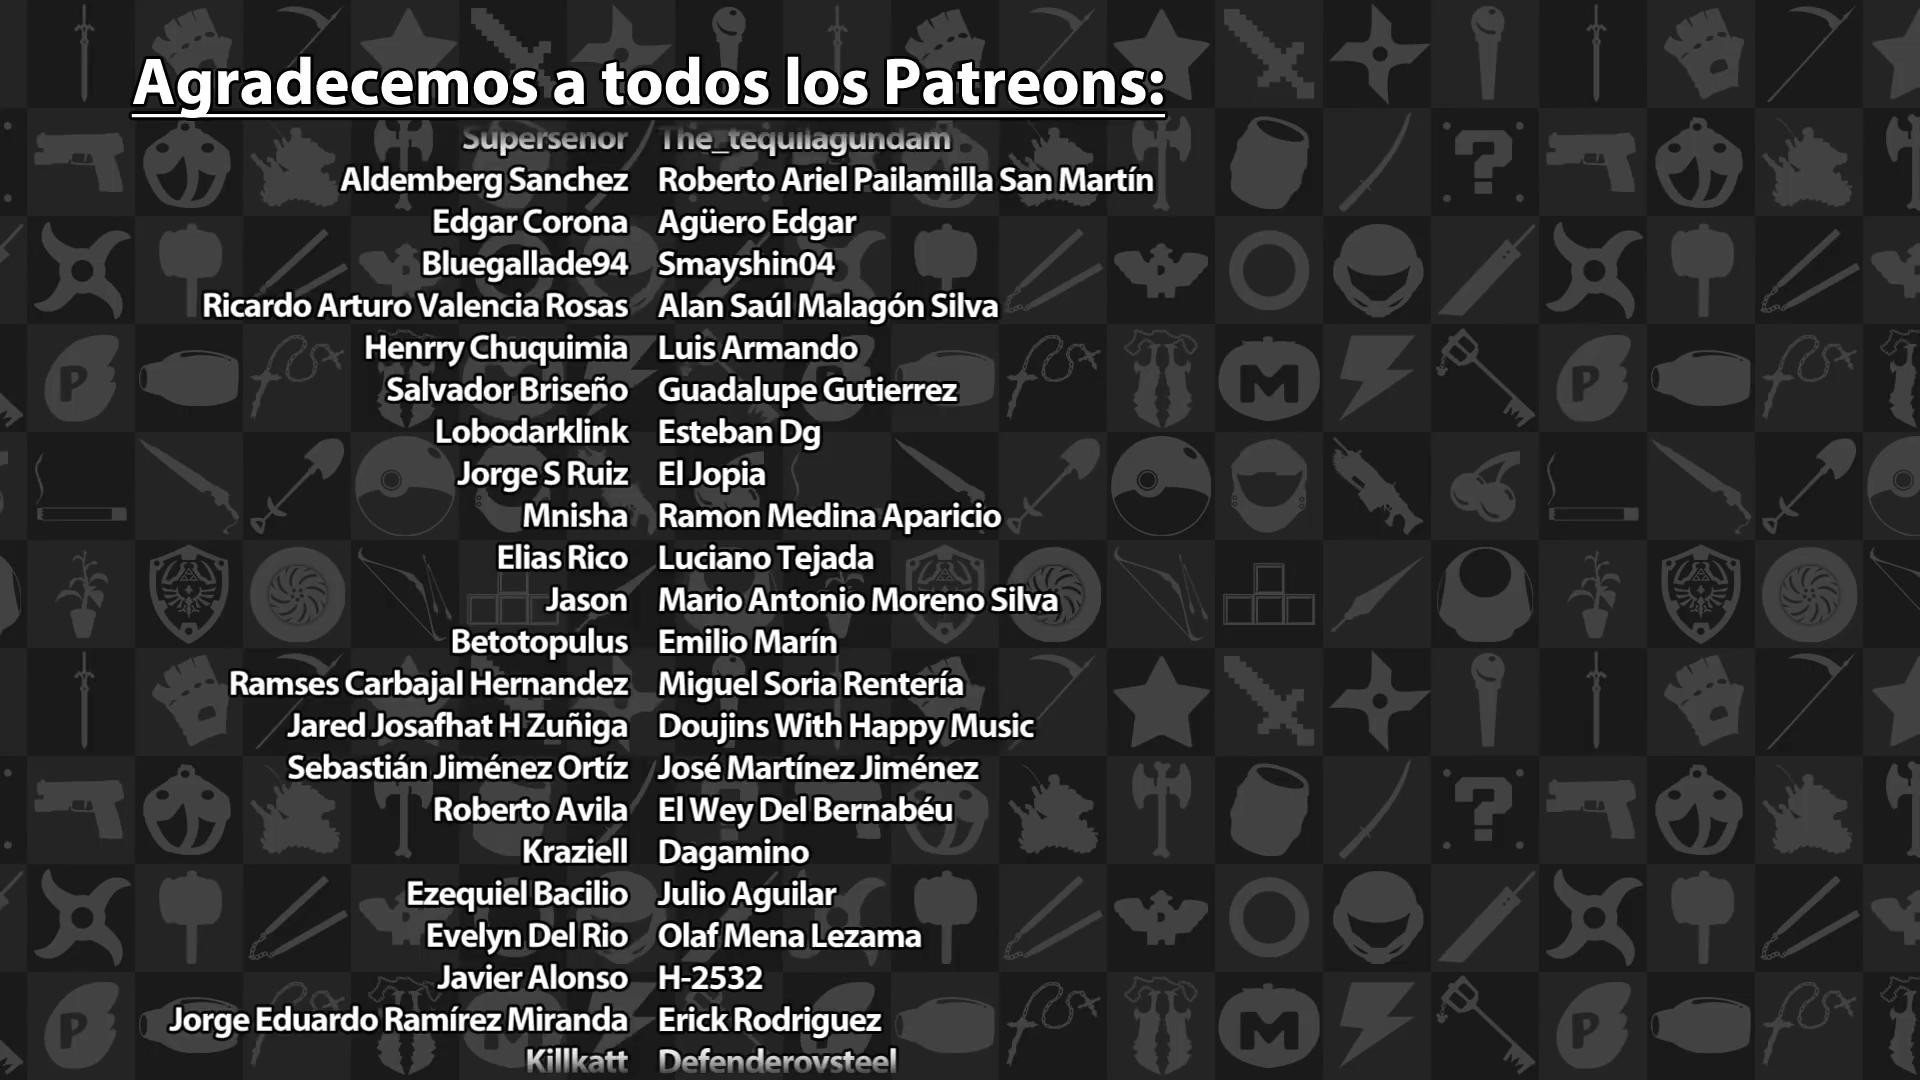 Agradecemos a todos los Patreons:
Supersenor The_tequilagundam
Aldemberg Sanchez Roberto Ariel Pailamilla San Martín
Edgar Corona Agüero Edgar
Bluegallade94 Smayshin04
Ricardo Arturo Valencia Rosas Alan Saúl Malagón Silva
Henrry Chuquimia Luis Armando
Salvador Briseño Guadalupe Gutierrez
Lobodarklink Esteban Dg
Jorge S Ruiz El Jopia
Mnisha Ramon Medina Aparicio
Elias Rico Luciano Tejada
Jason Mario Antonio Moreno Silva
Betotopulus Emilio Marín
Ramses Carbajal Hernandez Miguel Soria Rentería
Jared Josafhat H Zuñiga Doujins With Happy Music
Sebastián Jiménez Ortíz José Martínez Jiménez
Roberto Avila El Wey Del Bernabéu
Kraziell Dagamino
Ezequiel Bacilio Julio Aguilar
Evelyn Del Rio Olaf Mena Lezama
Javier Alonso H-2532
Jorge Eduardo Ramírez Miranda Erick Rodriguez
Killkatt Defenderovsteel